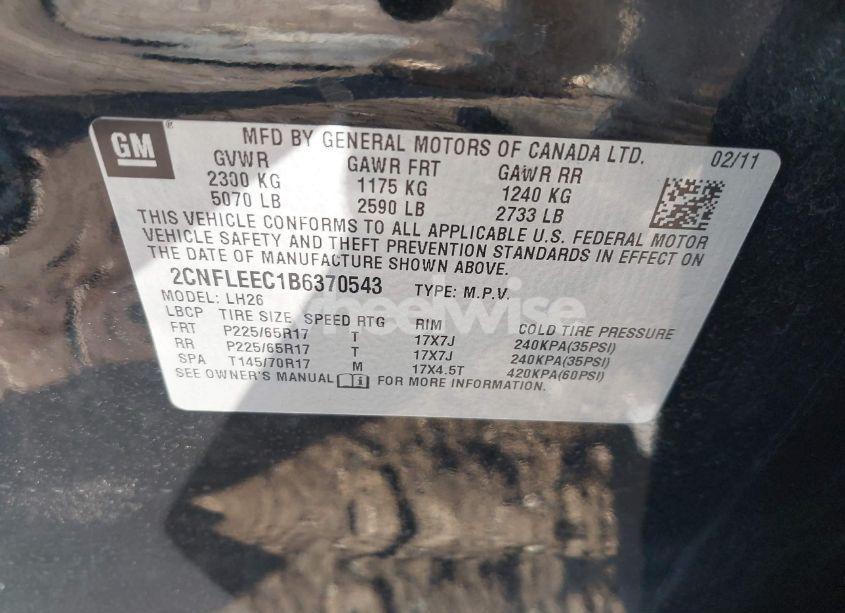 GM ® MFD BY GENERAL MOTORS OF CANADA LTD. 02/11
GVWR GAWR FRT GAWR RR
2300 KG 1175 KG 1240 KG
5070 LB 2590 LB 2733 LB
THIS VEHICLE CONFORMS TO ALL APPLICABLE U.S. FEDERAL MOTOR
VEHICLE SAFETY AND THEFT PREVENTION STANDARDS IN EFFECT ON
THE DATE OF MANUFACTURE SHOWN ABOVE.
2CNFLEEC1B6370543 TYPE: M.P.V.
MODEL: LH26
LBCP TIRE SIZE SPEED RTG RIM COLD TIRE PRESSURE
FRT P225/65R17 T 17X7J 240KPA(35PSI)
RR P225/65R17 T 17X7J 240KPA(35PSI)
SPA T145/70R17 M 17X4.5T 420KPA(60PSI)
SEE OWNER'S MANUAL FOR MORE INFORMATION.
wheelwise